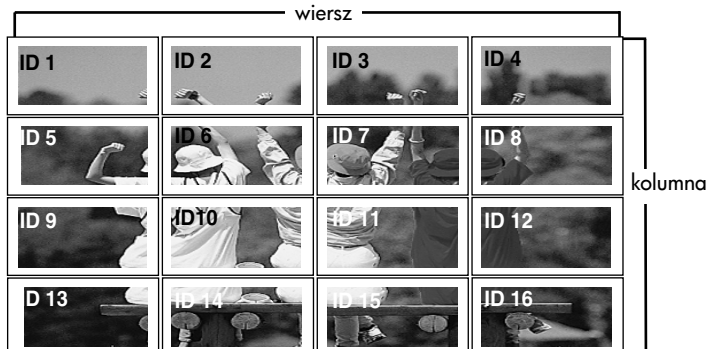 wiersz
ID 1 ID 2 ID 3 ID 4
ID 5 ID 6 ID 7 ID 8
kolumna
ID 9 ID10 ID 11 ID 12
D 13 ID 14 ID 15 ID 16